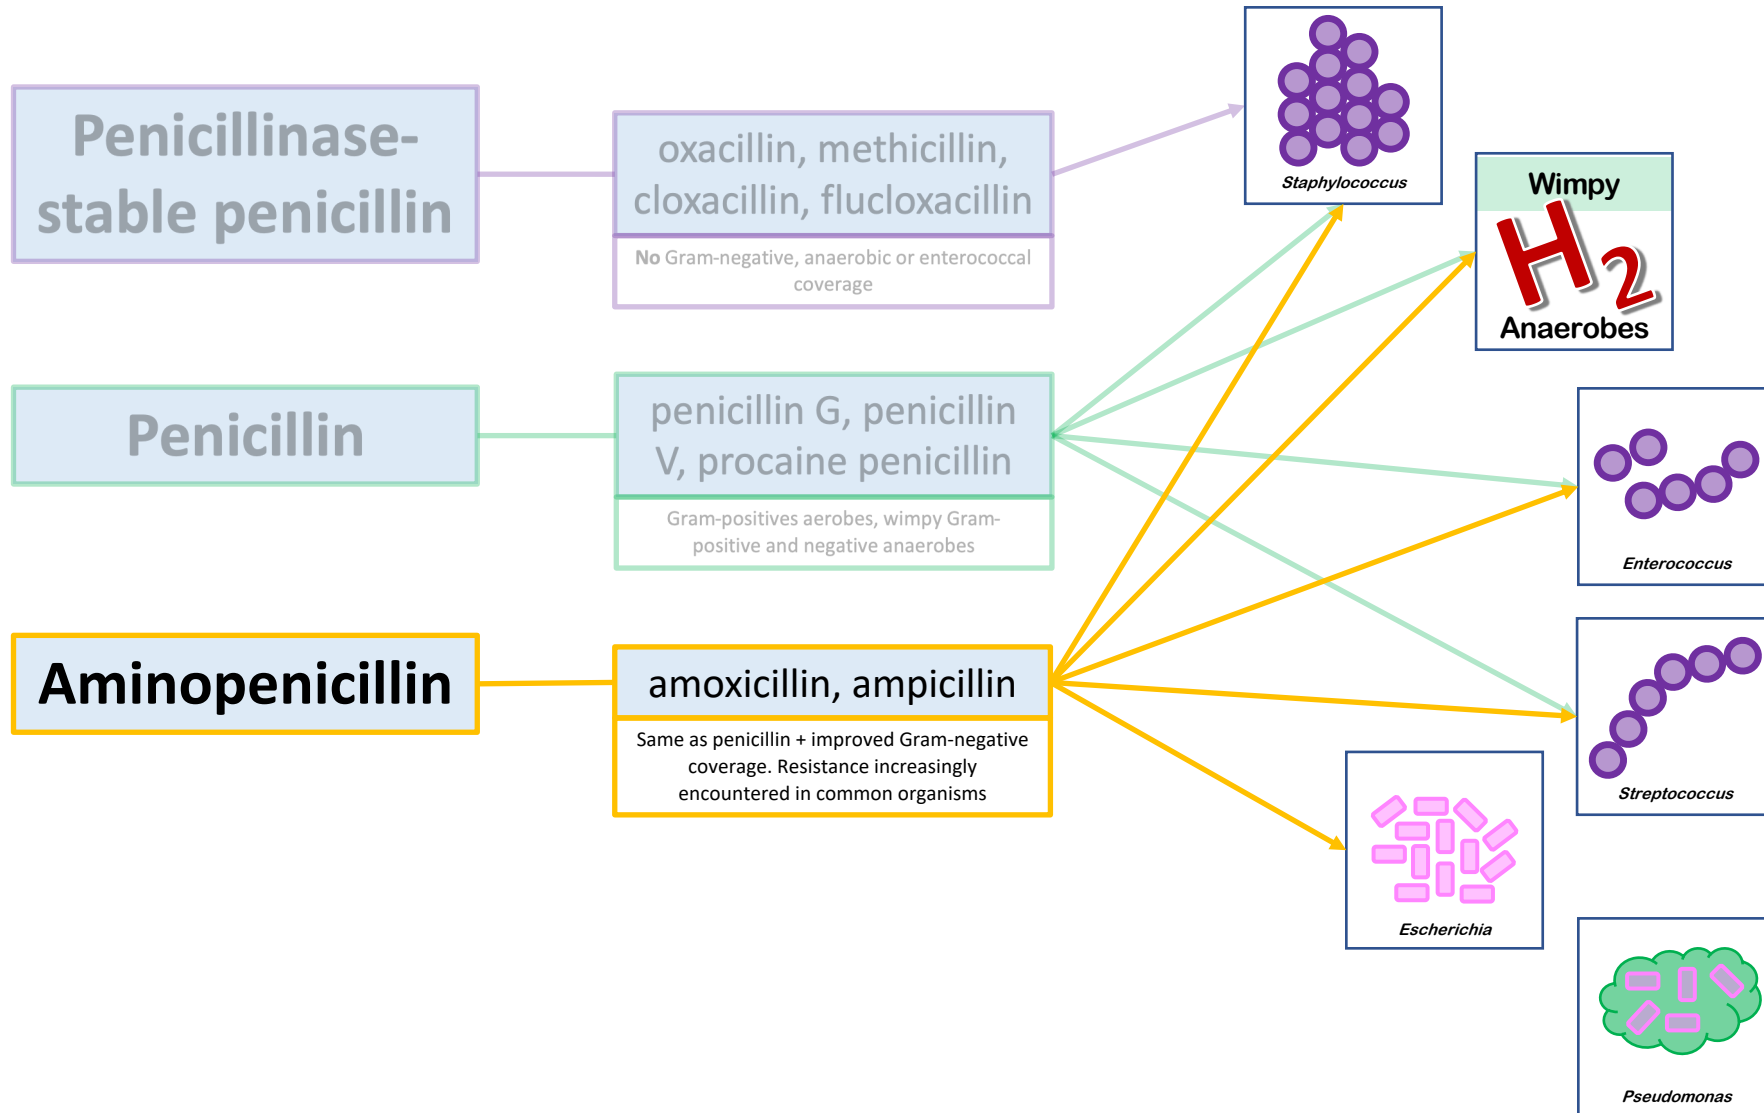 Penicillinase-
stable penicillin
oxacillin, methicillin,
cloxacillin, flucloxacillin
No Gram-negative, anaerobic or enterococcal
coverage
Staphylococcus
Wimpy
H2
Anaerobes
Penicillin
penicillin G, penicillin
V, procaine penicillin
Gram-positives aerobes, wimpy Gram-
positive and negative anaerobes
Enterococcus
Aminopenicillin
amoxicillin, ampicillin
Same as penicillin + improved Gram-negative
coverage. Resistance increasingly
encountered in common organisms
Streptococcus
Escherichia
Pseudomonas